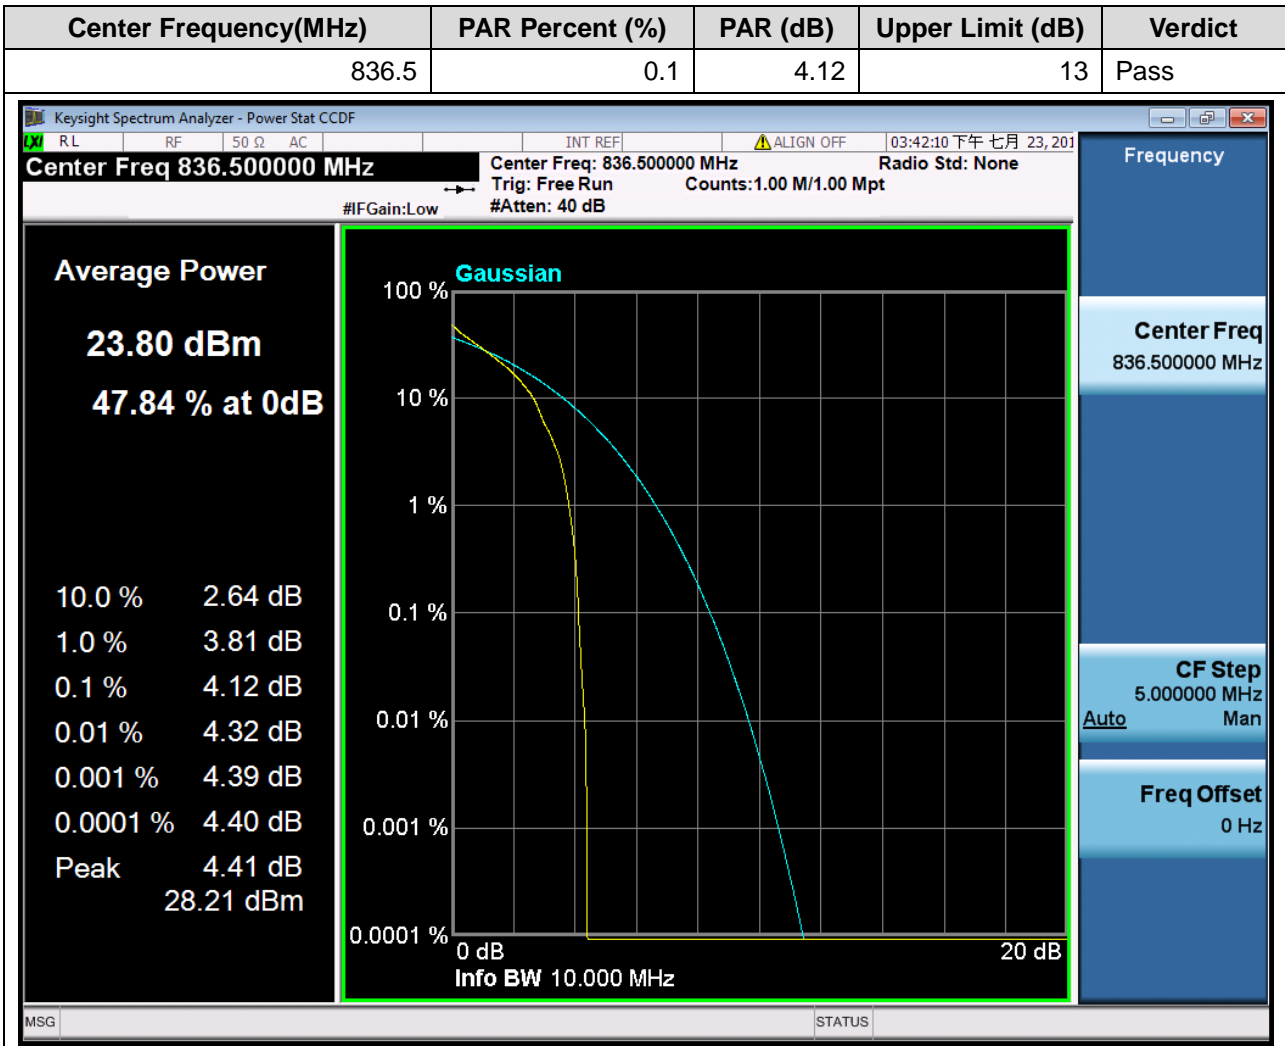 Center Frequency(MHz) PAR Percent (%) PAR (dB) Upper Limit (dB) Verdict
836.5 0.1 4.12 13 Pass
Keysight Spectrum Analyzer - Power Stat CCDF
LXI RL RF 50 Ω AC INT REF ALIGN OFF 03:42:10 下午 七月 23, 201
Center Freq 836.500000 MHz
Center Freq: 836.500000 MHz Radio Std: None
Trig: Free Run Counts:1.00 M/1.00 Mpt
#IFGain:Low #Atten: 40 dB
Average Power
23.80 dBm
47.84 % at 0dB
10.0 % 2.64 dB
1.0 % 3.81 dB
0.1 % 4.12 dB
0.01 % 4.32 dB
0.001 % 4.39 dB
0.0001 % 4.40 dB
Peak 4.41 dB
28.21 dBm
Gaussian
100 %
10 %
1 %
0.1 %
0.01 %
0.001 %
0.0001 %
0 dB 20 dB
Info BW 10.000 MHz
Frequency
Center Freq
836.500000 MHz
CF Step
5.000000 MHz
Auto Man
Freq Offset
0 Hz
MSG STATUS